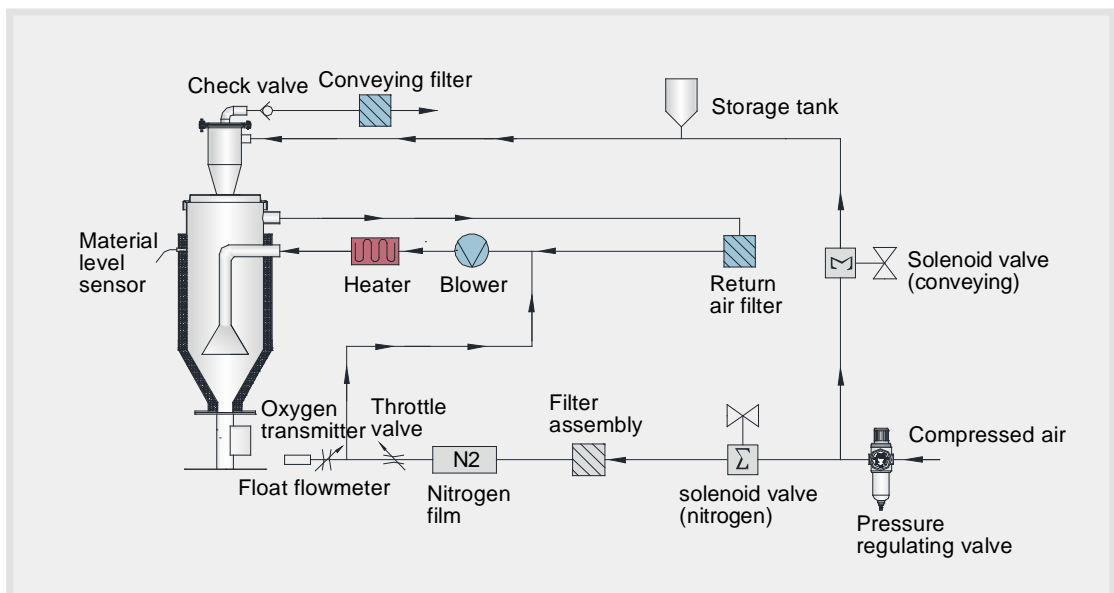 Check valve
Conveying filter
Storage tank
Material
level
sensor
Heater
Blower
Return
air filter
Solenoid valve
(conveying)
Oxygen
transmitter
Throttle
valve
Filter
assembly
Compressed air
N2
Σ
Σ
Float flowmeter
Nitrogen
film
solenoid valve
(nitrogen)
Pressure
regulating valve